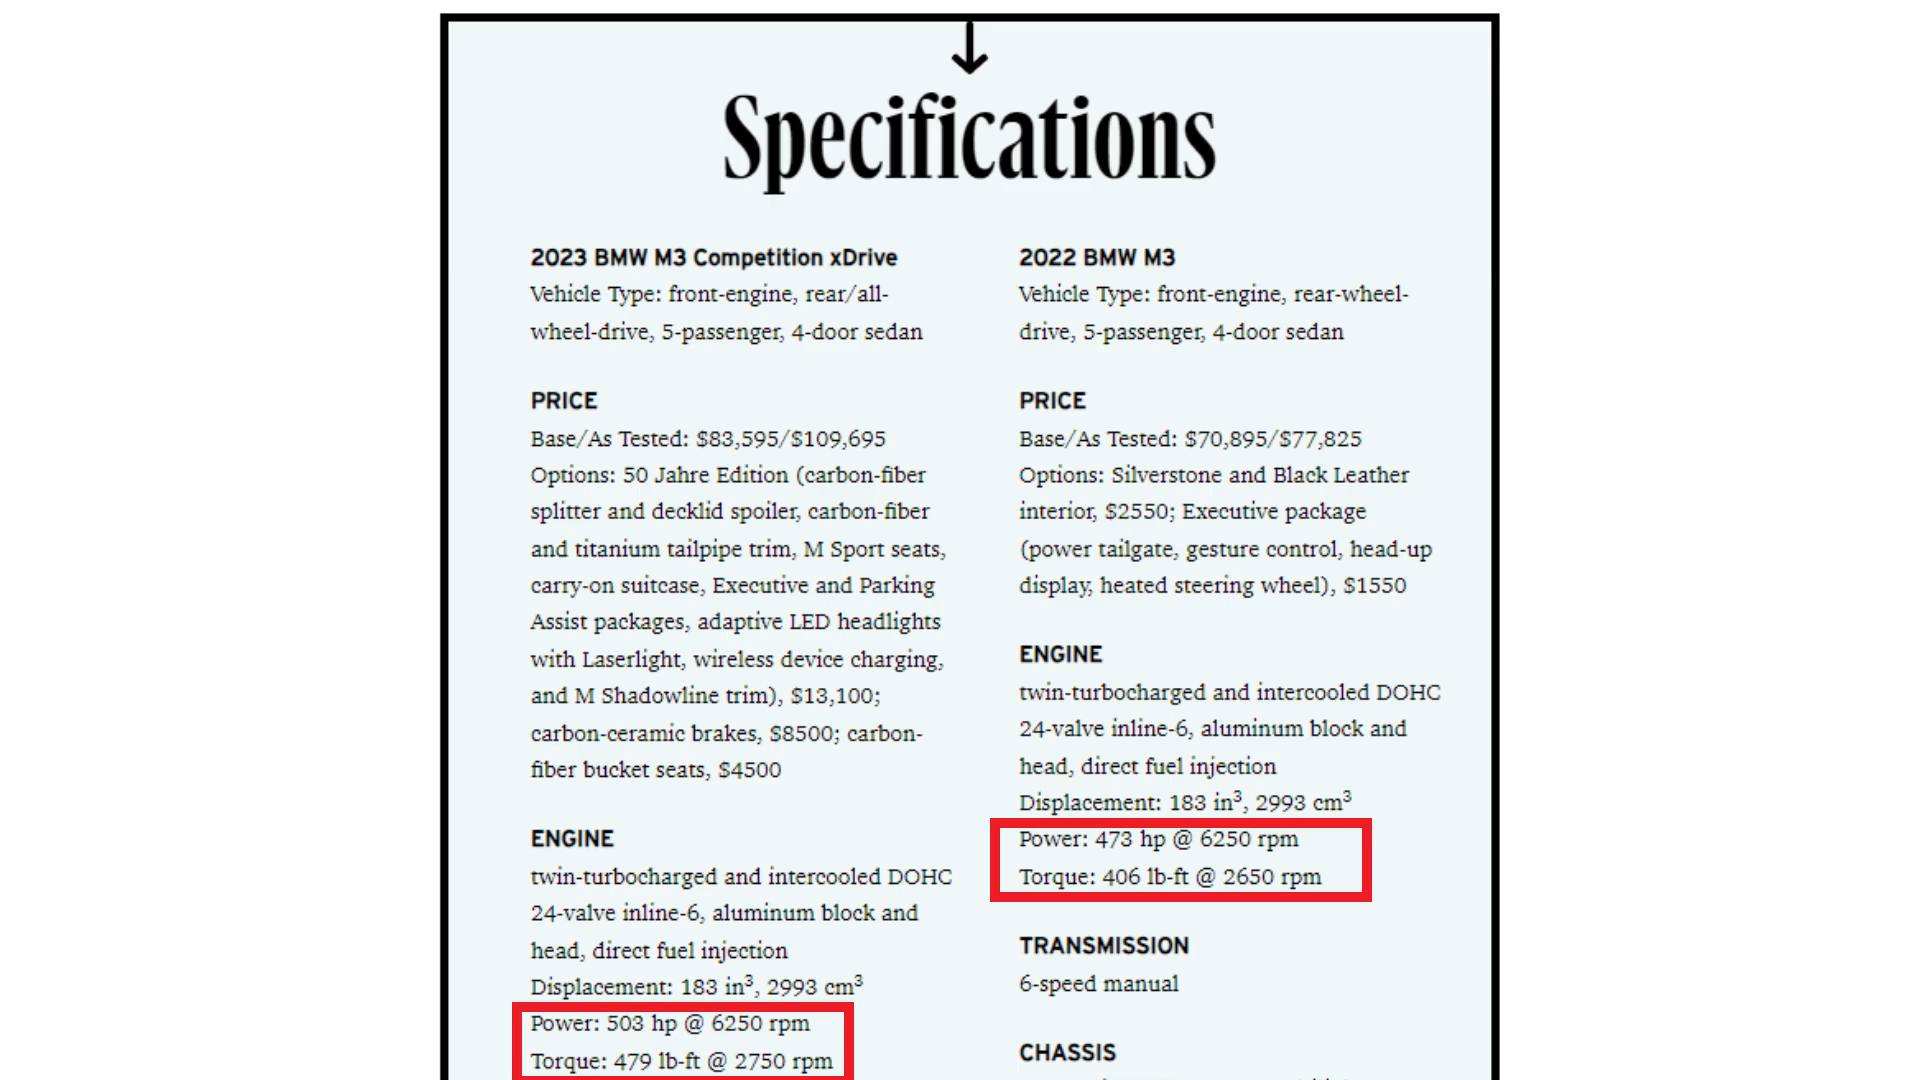 Specifications
2023 BMW M3 Competition xDrive
Vehicle Type: front-engine, rear/all-
wheel-drive, 5-passenger, 4-door sedan
PRICE
Base/As Tested: $83,595/$109,695
Options: 50 Jahre Edition (carbon-fiber
splitter and decklid spoiler, carbon-fiber
and titanium tailpipe trim, M Sport seats,
carry-on suitcase, Executive and Parking
Assist packages, adaptive LED headlights
with Laserlight, wireless device charging,
and M Shadowline trim), $13,100;
carbon-ceramic brakes, $8500; carbon-
fiber bucket seats, $4500
ENGINE
twin-turbocharged and intercooled DOHC
24-valve inline-6, aluminum block and
head, direct fuel injection
Displacement: 183 in³, 2993 cm³
Power: 503 hp @ 6250 rpm
Torque: 479 lb-ft @ 2750 rpm
2022 BMW M3
Vehicle Type: front-engine, rear-wheel-
drive, 5-passenger, 4-door sedan
PRICE
Base/As Tested: $70,895/$77,825
Options: Silverstone and Black Leather
interior, $2550; Executive package
(power tailgate, gesture control, head-up
display, heated steering wheel), $1550
ENGINE
twin-turbocharged and intercooled DOHC
24-valve inline-6, aluminum block and
head, direct fuel injection
Displacement: 183 in³, 2993 cm³
Power: 473 hp @ 6250 rpm
Torque: 406 lb-ft @ 2650 rpm
TRANSMISSION
6-speed manual
CHASSIS